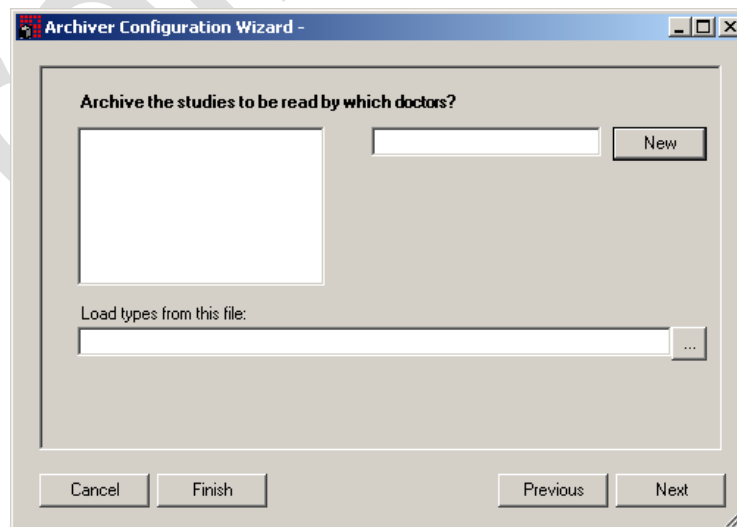 Archiver Configuration Wizard -
Archive the studies to be read by which doctors?
New
Load types from this file:
...
Cancel Finish Previous Next